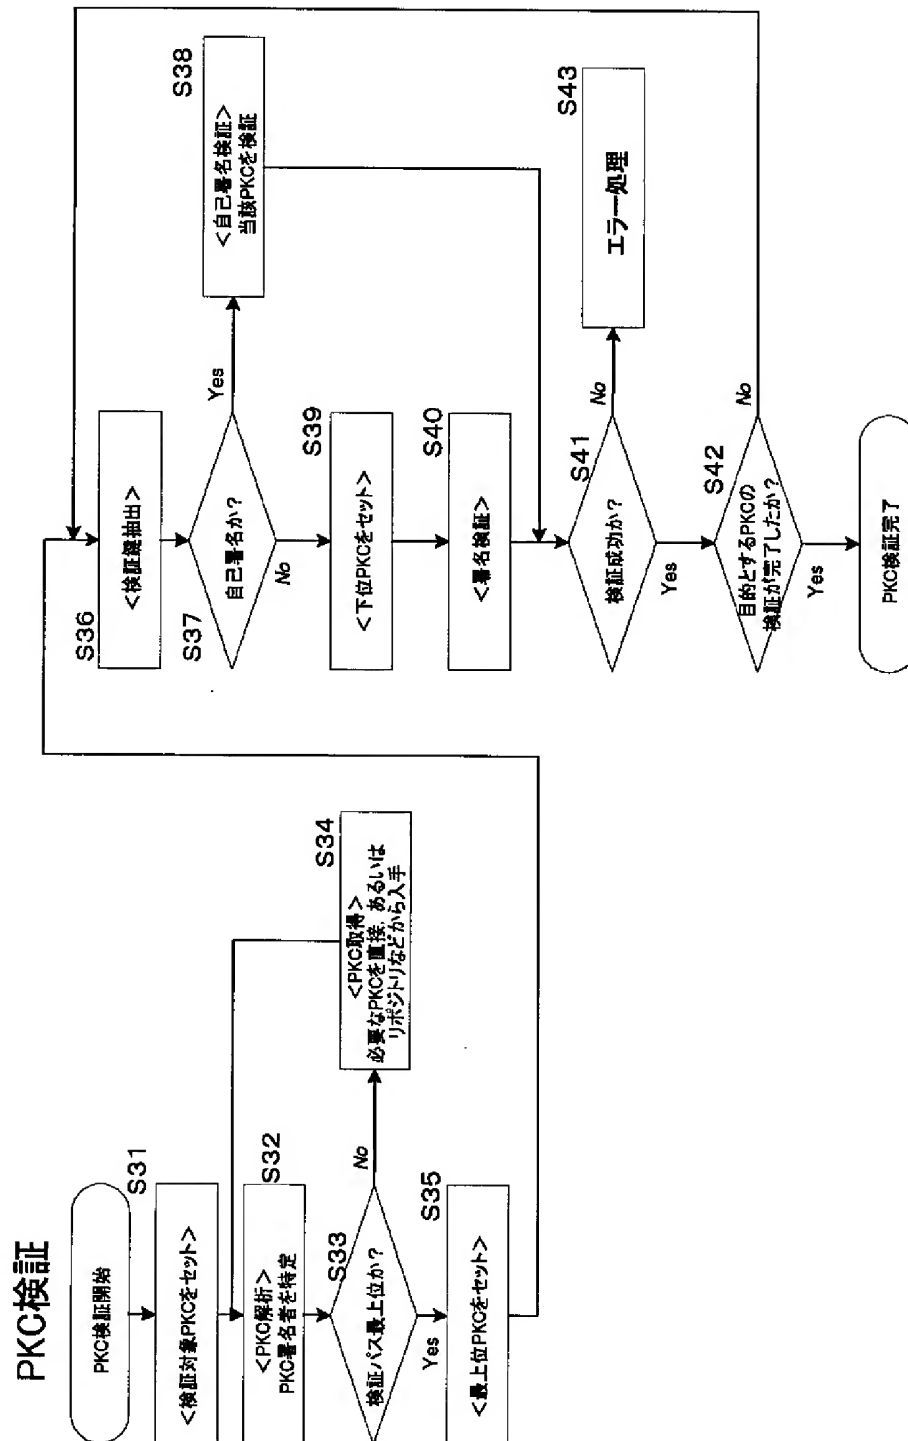 PKC検証
PKC検証開始
S31
<検証対象PKCをセット>
S32
<PKC解析>
PKC署名者を特定
S33
検証パス最上位か?
No
Yes
S34
<PKC取得>
必要なPKCを直接、あるいは
リポジトリなどから入手
S35
<最上位PKCをセット>
S36
<検証鍵抽出>
S37
自己署名か?
Yes
No
S38
<自己署名検証>
当該PKCを検証
S39
<下位PKCをセット>
S40
<署名検証>
S41
検証成功か?
No
Yes
S43
エラー処理
S42
目的とするPKCの
検証が完了したか?
No
Yes
PKC検証完了